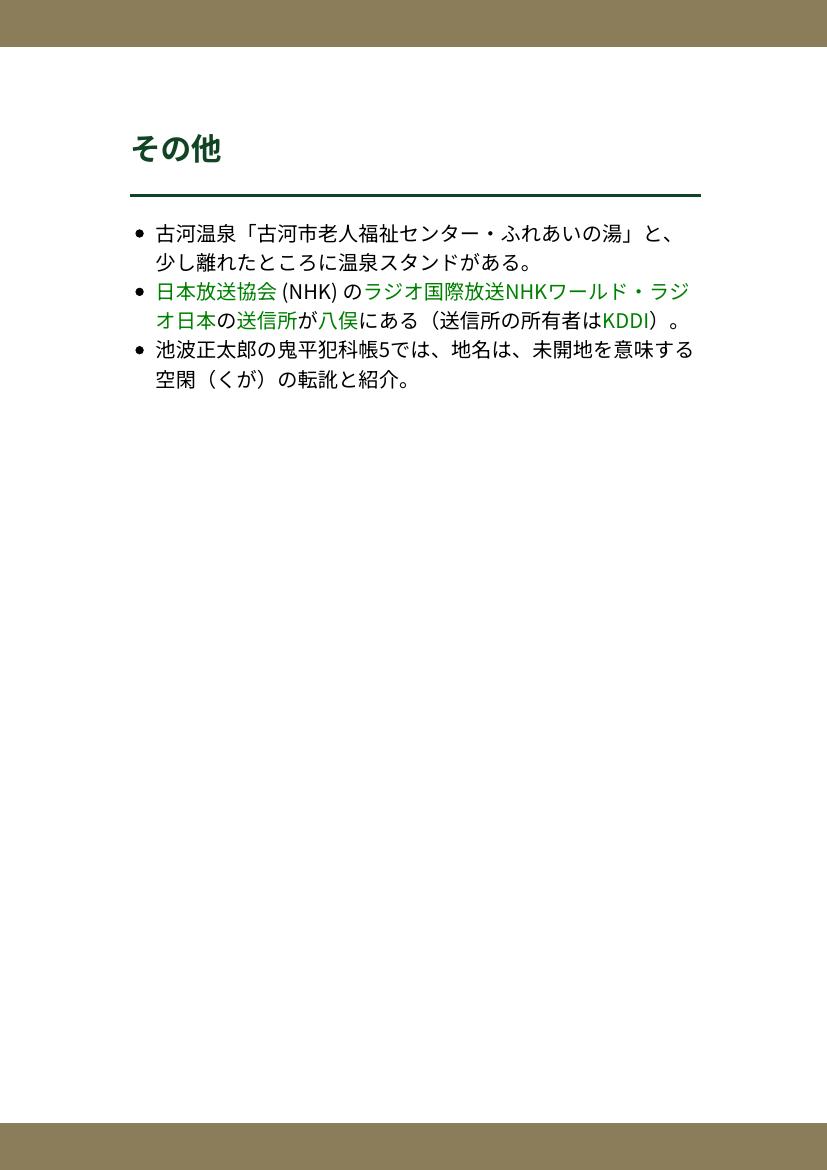 その他
古河温泉「古河市老人福祉センター・ふれあいの湯」と、
少し離れたところに温泉スタンドがある。
日本放送協会 (NHK) のラジオ国際放送NHKワールド・ラジ
オ日本の送信所が八俣にある（送信所の所有者はKDDI）。
池波正太郎の鬼平犯科帳5では、地名は、未開地を意味する
空閑（くが）の転訛と紹介。